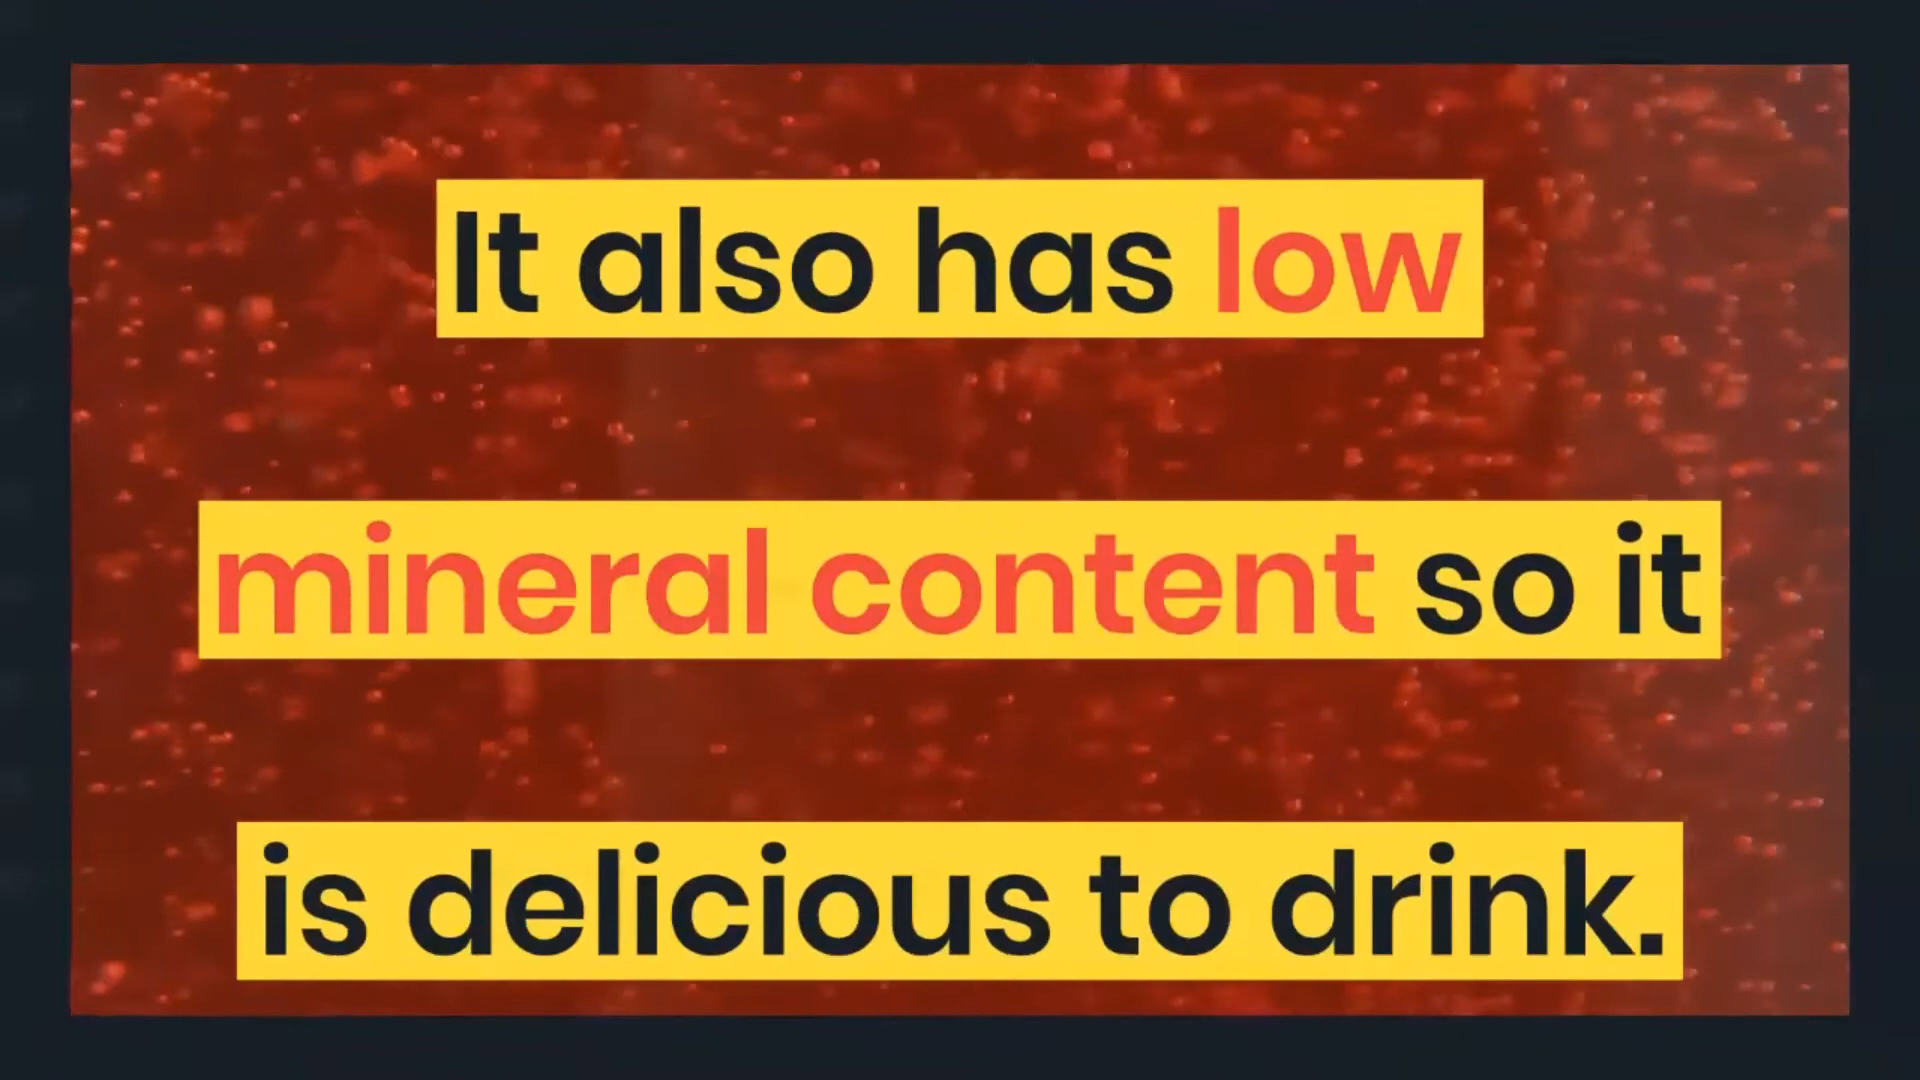 It also has low
mineral content so it
is delicious to drink.